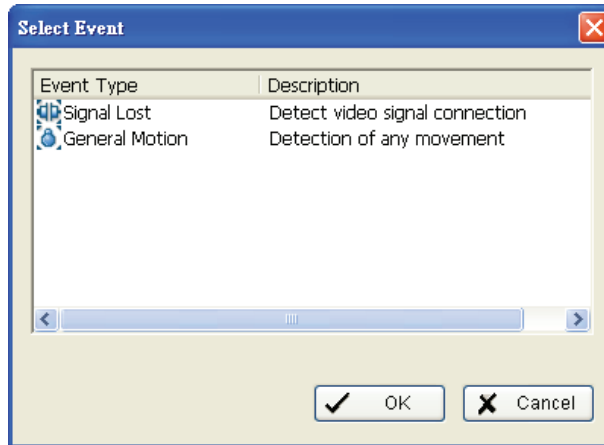 Select Event
Event Type Description
Signal Lost Detect video signal connection
General Motion Detection of any movement
OK Cancel